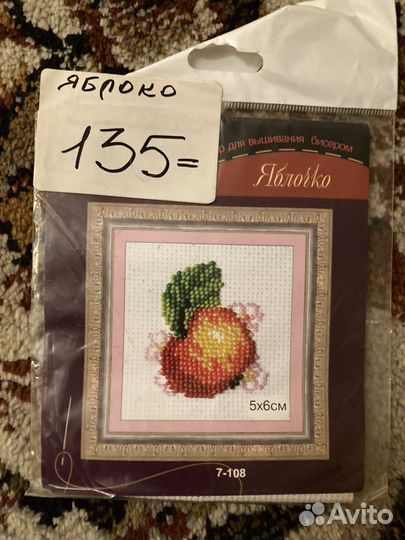 ЯБЛОКО
135=
р для вышивания бисером
Яблочко
5х6см
7-108
Avito